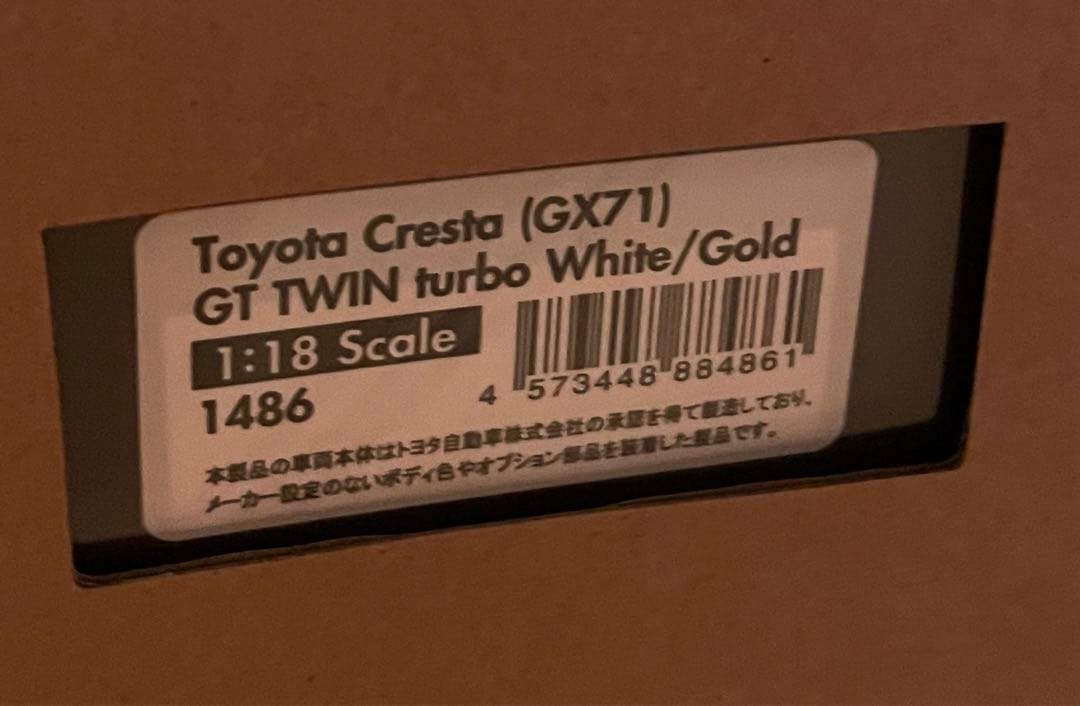 Toyota Cresta (GX71)
GT TWIN turbo White/Gold
1:18 Scale
1486
4 573448 884861
本製品の車両本体はトヨタ自動車株式会社の承認を得て製造しており、
メーカー設定のないボディ色やオプション部品を装着した製品です。